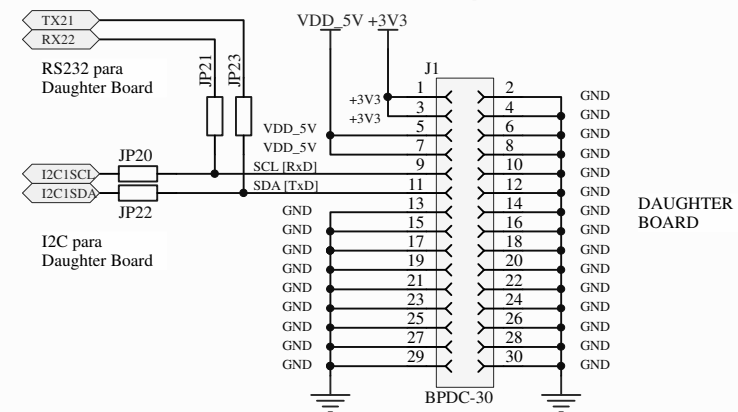 TX21
RX22
RS232 para
Daughter Board
JP21
JP23
VDD_5V +3V3
J1
JP20
JP22
I2C1SCL
I2C1SDA
I2C para
Daughter Board
+3V3 1 2 GND
+3V3 3 4 GND
VDD_5V 5 6 GND
VDD_5V 7 8 GND
SCL [RxD] 9 10 GND
SDA [TxD] 11 12 GND
GND 13 14 GND
GND 15 16 GND
GND 17 18 GND
GND 19 20 GND
GND 21 22 GND
GND 23 24 GND
GND 25 26 GND
GND 27 28 GND
GND 29 30 GND
BPDC-30
DAUGHTER
BOARD